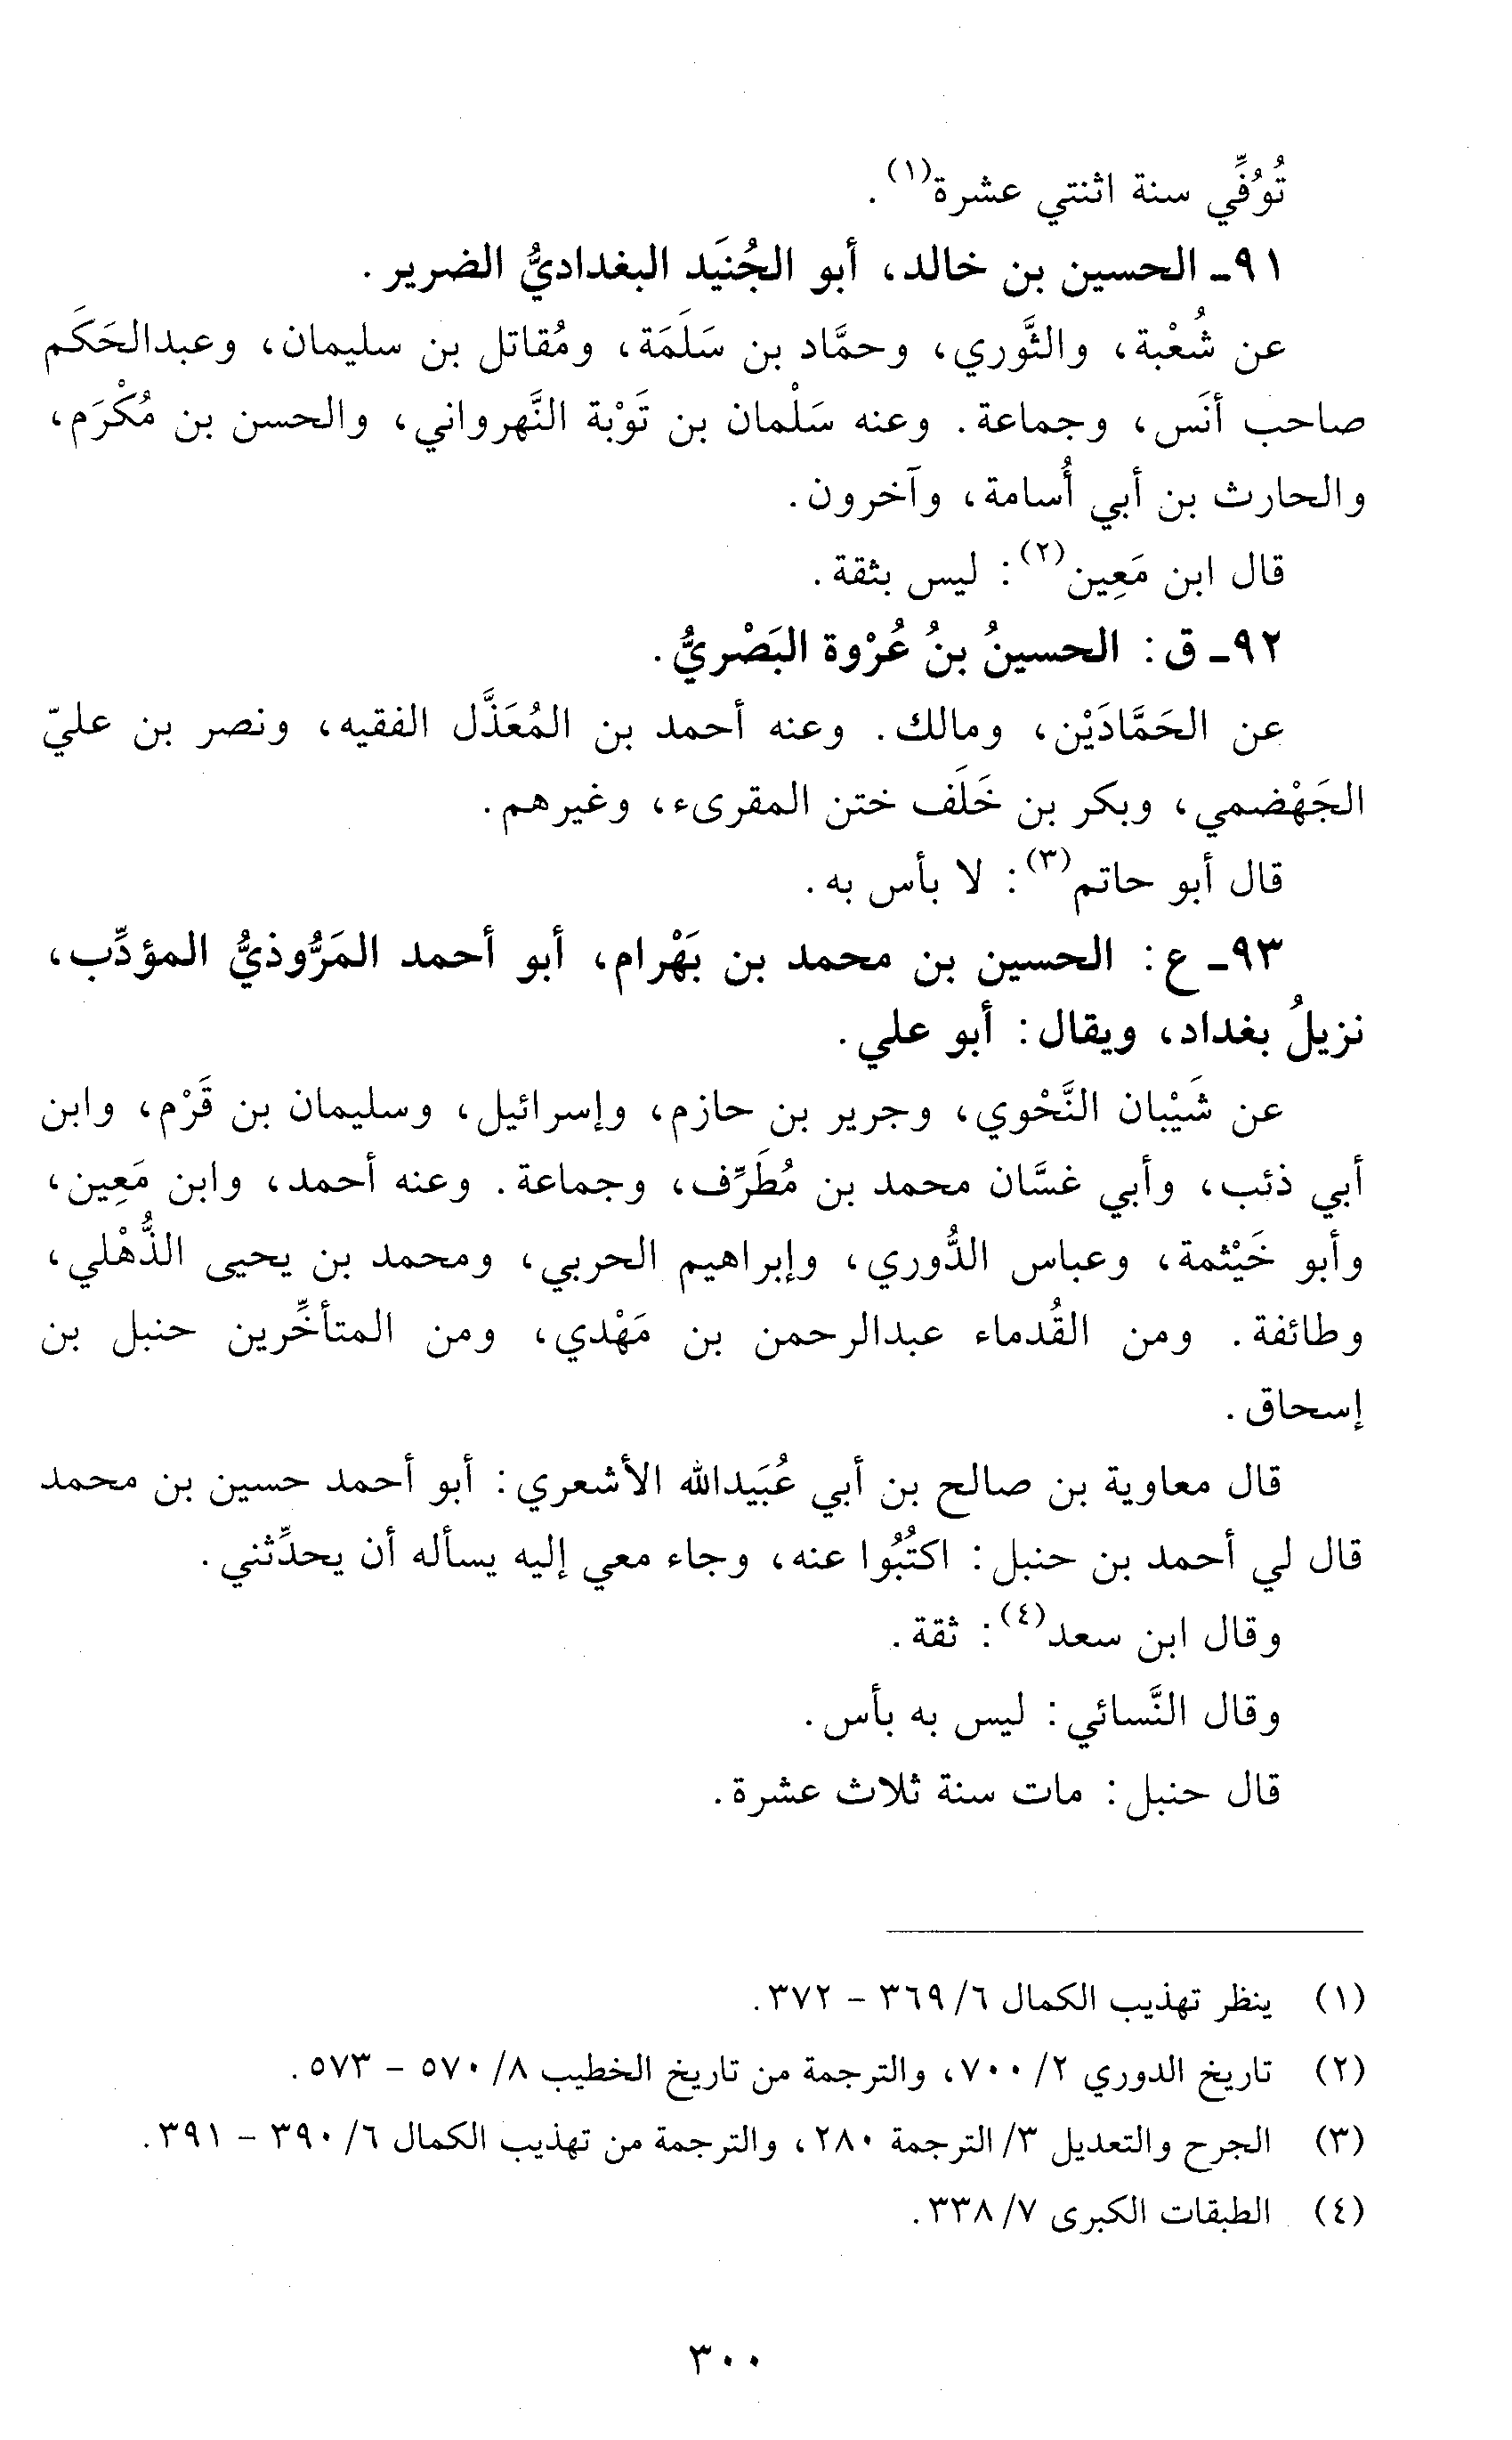 تُوُفِّي سنة اثنتي عشرة(١).
٩١- الحسين بن خالد، أبو الجُنَيَد البغداديُّ الضرير.
عن شُعْبة، والثَّوري، وحمَّاد بن سَلَمَة، ومُقاتل بن سليمان، وعبدالحَكَم
صاحب أنَس، وجماعة. وعنه سَلْمان بن تَوْبة النَّهرواني، والحسن بن مُكْرَم،
والحارث بن أبي أُسامة، وآخرون.
قال ابن مَعِين(٢): ليس بثقة.
٩٢- ق: الحسينُ بنُ عُرْوة البَصْريُّ.
عن الحَمَّادَيْن، ومالك. وعنه أحمد بن المُعَذَّل الفقيه، ونصر بن عليّ
الجَهْضمي، وبكر بن خَلَف ختن المقرىء، وغيرهم.
قال أبو حاتم(٣): لا بأس به.
٩٣- ع: الحسين بن محمد بن بَهْرام، أبو أحمد المَرُّوذيُّ المؤدِّب،
نزيلُ بغداد، ويقال: أبو علي.
عن شَيْبان النَّحْوي، وجرير بن حازم، وإسرائيل، وسليمان بن قَرْم، وابن
أبي ذئب، وأبي غسَّان محمد بن مُطَرِّف، وجماعة. وعنه أحمد، وابن مَعِين،
وأبو خَيْثمة، وعباس الدُّوري، وإبراهيم الحربي، ومحمد بن يحيى الذُّهْلي،
وطائفة. ومن القُدماء عبدالرحمن بن مَهْدي، ومن المتأخِّرين حنبل بن
إسحاق.
قال معاوية بن صالح بن أبي عُبَيدالله الأشعري: أبو أحمد حسين بن محمد
قال لي أحمد بن حنبل: اكتُبُوا عنه، وجاء معي إليه يسأله أن يحدِّثني.
وقال ابن سعد(٤): ثقة.
وقال النَّسائي: ليس به بأس.
قال حنبل: مات سنة ثلاث عشرة.
(١) ينظر تهذيب الكمال ٦/ ٣٦٩ - ٣٧٢.
(٢) تاريخ الدوري ٢/ ٧٠٠، والترجمة من تاريخ الخطيب ٨/ ٥٧٠ - ٥٧٣.
(٣) الجرح والتعديل ٣/ الترجمة ٢٨٠، والترجمة من تهذيب الكمال ٦/ ٣٩٠ - ٣٩١.
(٤) الطبقات الكبرى ٧/ ٣٣٨.
٣٠٠